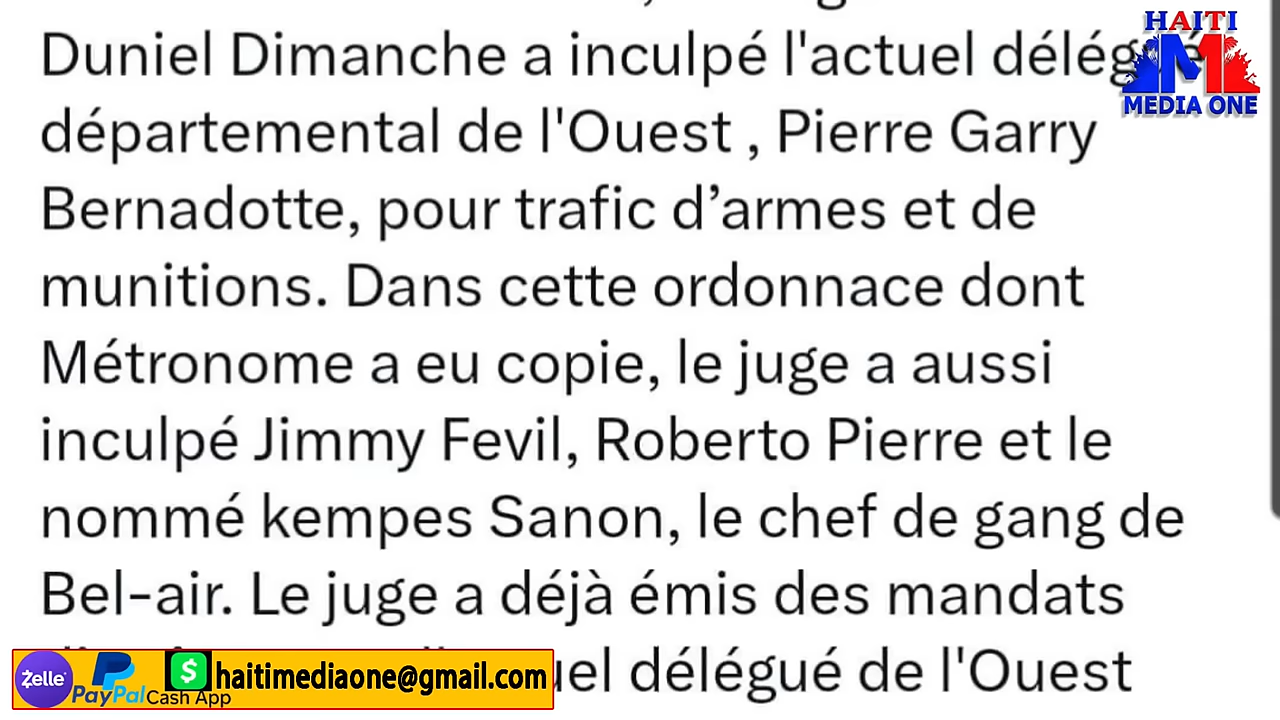 Duniel Dimanche a inculpé l'actuel délégué
départemental de l'Ouest , Pierre Garry
Bernadotte, pour trafic d’armes et de
munitions. Dans cette ordonnace dont
Métronome a eu copie, le juge a aussi
inculpé Jimmy Fevil, Roberto Pierre et le
nommé kempes Sanon, le chef de gang de
Bel-air. Le juge a déjà émis des mandats
délégué de l'Ouest
HAITI
M
MEDIA ONE
Zelle
PayPal
$
Cash App
haitimediaone@gmail.com